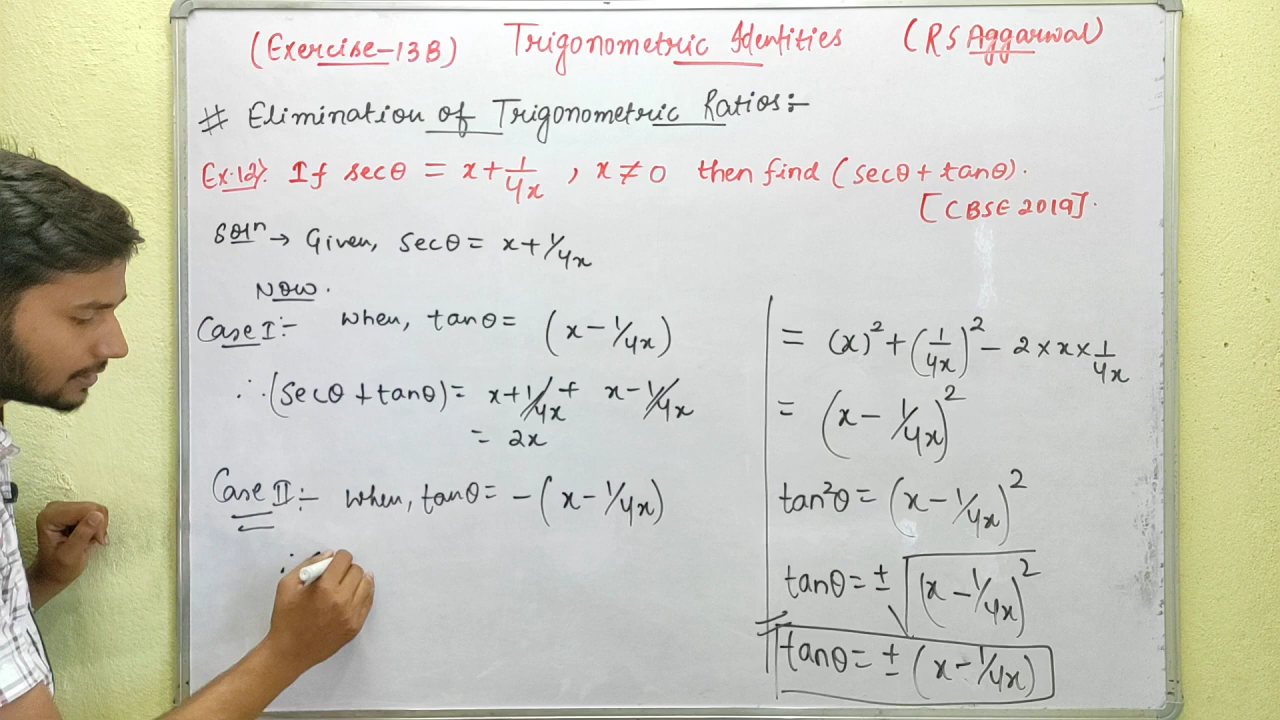 (Exercise-13B) Trigonometric Identities (RS Aggarwal)
# Elimination of Trigonometric Ratios:-
Ex.12}. If secθ = x+1/4x , x≠0 then find (secθ+tanθ).
[CBSE 2019].
Solⁿ → Given, secθ = x+1/4x
Now.
Case I:- when, tanθ= (x-1/4x)
∴ (secθ+tanθ)= x+1/4x + x-1/4x
= 2x
Case II:- when, tanθ= -(x-1/4x)
= (x)²+(1/4x)²- 2×x×1/4x
= (x-1/4x)²
tan²θ= (x-1/4x)²
tanθ= ±√(x-1/4x)²
tanθ= ± (x-1/4x)